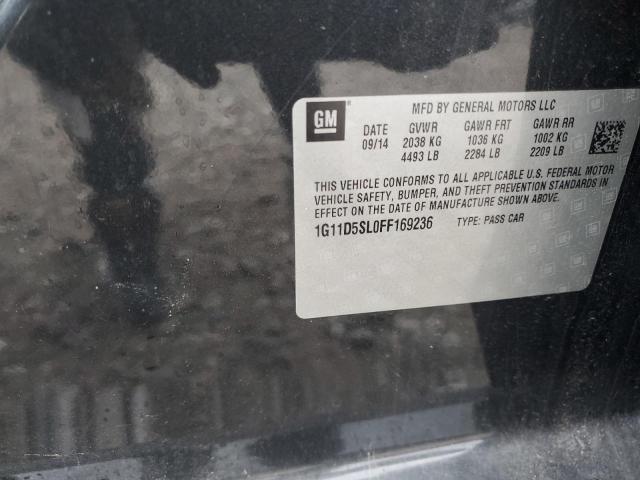 GM
MFD BY GENERAL MOTORS LLC
DATE GVWR GAWR FRT GAWR RR
09/14 2038 KG 1036 KG 1002 KG
4493 LB 2284 LB 2209 LB
THIS VEHICLE CONFORMS TO ALL APPLICABLE U.S. FEDERAL MOTOR
VEHICLE SAFETY, BUMPER, AND THEFT PREVENTION STANDARDS IN
EFFECT ON THE DATE OF MANUFACTURE SHOWN ABOVE.
1G11D5SL0FF169236 TYPE: PASS CAR